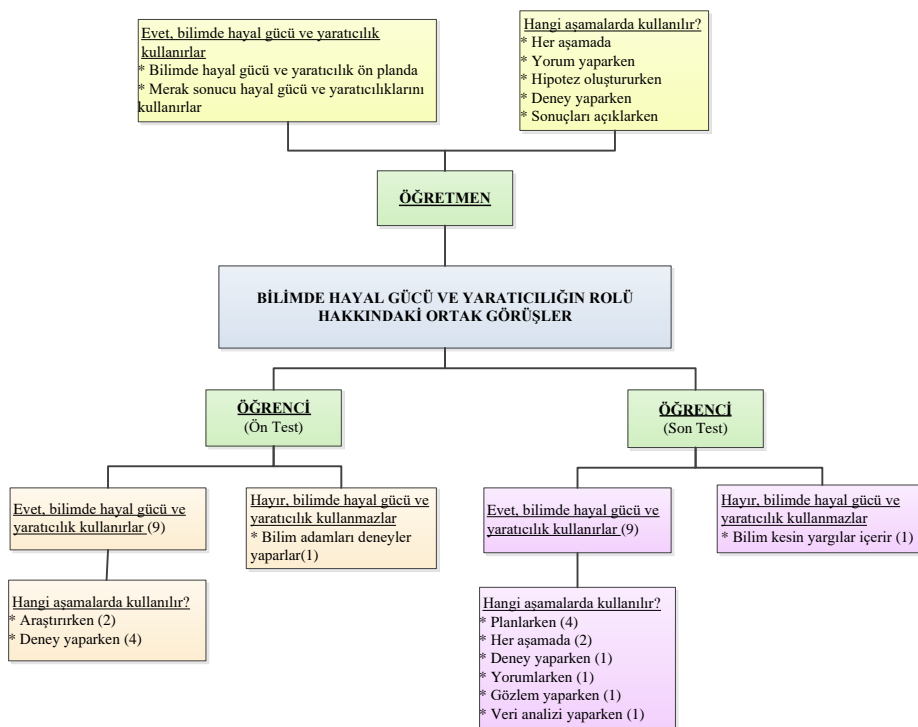 Evet, bilimde hayal gücü ve yaratıcılık
kullanırlar
* Bilimde hayal gücü ve yaratıcılık ön planda
* Merak sonucu hayal gücü ve yaratıcılıklarını
kullanırlar
Hangi aşamalarda kullanılır?
* Her aşamada
* Yorum yaparken
* Hipotez oluştururken
* Deney yaparken
* Sonuçları açıklarken
ÖĞRETMEN
BİLİMDE HAYAL GÜCÜ VE YARATICILIĞIN ROLÜ
HAKKINDAKİ ORTAK GÖRÜŞLER
ÖĞRENCİ
(Ön Test)
ÖĞRENCİ
(Son Test)
Evet, bilimde hayal gücü ve
yaratıcılık kullanırlar (9)
Hayır, bilimde hayal gücü ve
yaratıcılık kullanmazlar
* Bilim adamları deneyler
yaparlar(1)
Evet, bilimde hayal gücü ve
yaratıcılık kullanırlar (9)
Hayır, bilimde hayal gücü ve
yaratıcılık kullanmazlar
* Bilim kesin yargılar içerir (1)
Hangi aşamalarda kullanılır?
* Araştırırken (2)
* Deney yaparken (4)
Hangi aşamalarda kullanılır?
* Planlarken (4)
* Her aşamada (2)
* Deney yaparken (1)
* Yorumlarken (1)
* Gözlem yaparken (1)
* Veri analizi yaparken (1)